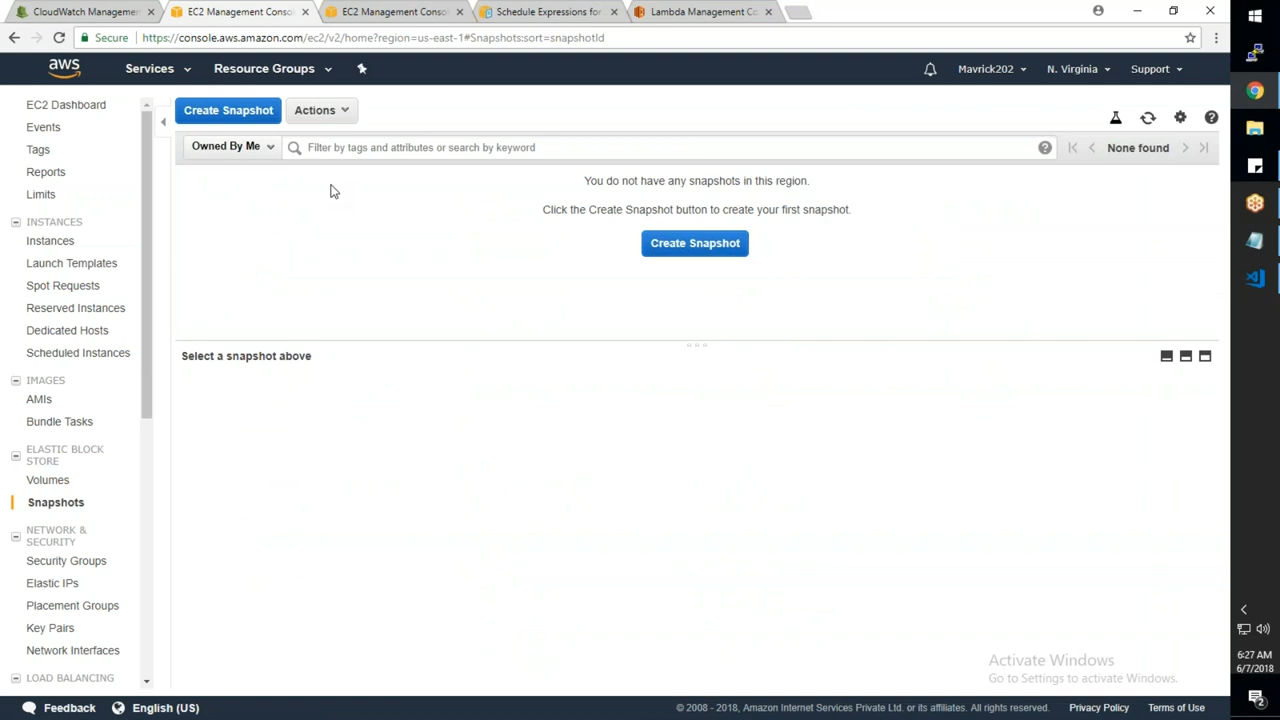 CloudWatch Managemen
EC2 Management Consol
EC2 Management Consol
Schedule Expressions for
Lambda Management Co
Secure
https://console.aws.amazon.com/ec2/v2/home?region=us-east-1#Snapshots:sort=snapshotId
aws
Services
Resource Groups
Mavrick202
N. Virginia
Support
EC2 Dashboard
Events
Tags
Reports
Limits
INSTANCES
Instances
Launch Templates
Spot Requests
Reserved Instances
Dedicated Hosts
Scheduled Instances
IMAGES
AMIs
Bundle Tasks
ELASTIC BLOCK
STORE
Volumes
Snapshots
NETWORK &
SECURITY
Security Groups
Elastic IPs
Placement Groups
Key Pairs
Network Interfaces
LOAD BALANCING
Create Snapshot
Actions
Owned By Me
Filter by tags and attributes or search by keyword
None found
You do not have any snapshots in this region.
Click the Create Snapshot button to create your first snapshot.
Create Snapshot
Select a snapshot above
Activate Windows
Go to Settings to activate Windows.
6:27 AM
6/7/2018
2
Feedback
English (US)
© 2008 - 2018, Amazon Internet Services Private Ltd. or its affiliates. All rights reserved.
Privacy Policy
Terms of Use